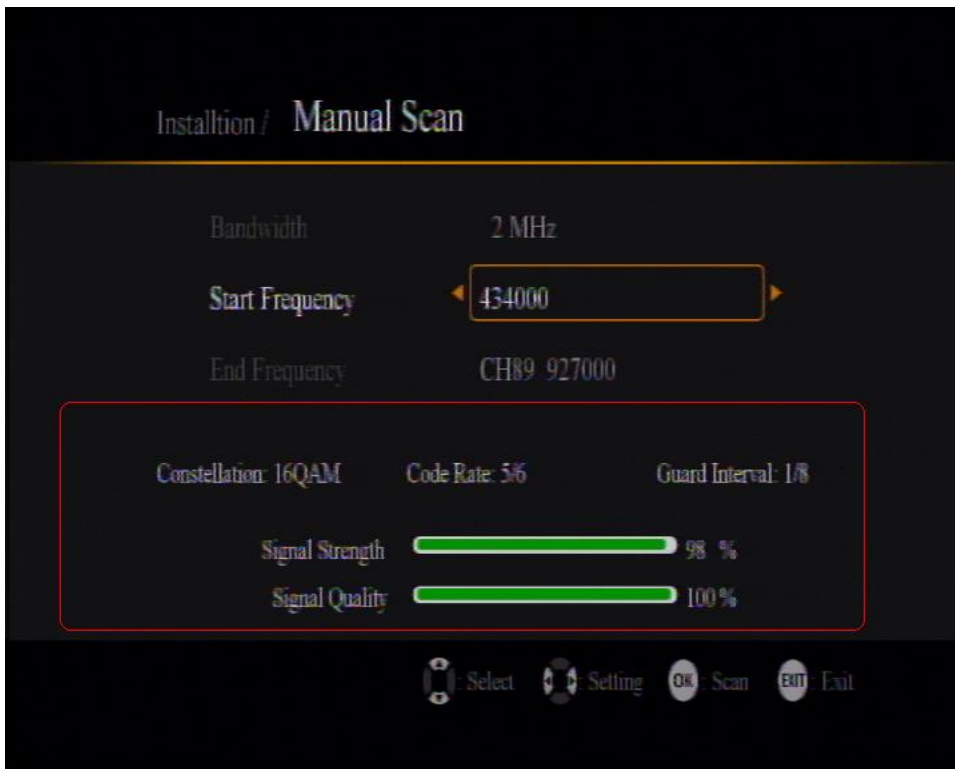 Installtion / Manual Scan
Bandwidth 2 MHz
Start Frequency 434000
End Frequency CH89 927000
Constellation: 16QAM Code Rate: 5/6 Guard Interval: 1/8
Signal Strength 98 %
Signal Quality 100 %
: Select : Setting OK : Scan EXIT : Exit